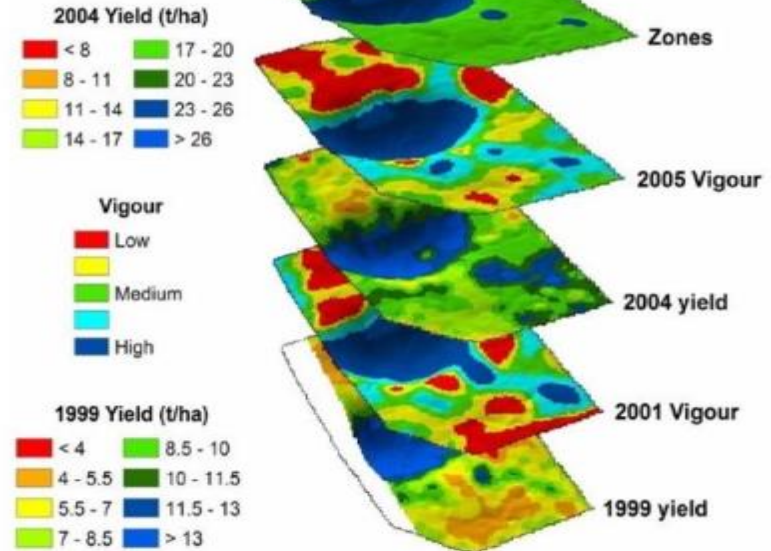 2004 Yield (t/ha)
< 8 17 - 20
8 - 11 20 - 23
11 - 14 23 - 26
14 - 17 > 26
Vigour
Low
Medium
High
1999 Yield (t/ha)
< 4 8.5 - 10
4 - 5.5 10 - 11.5
5.5 - 7 11.5 - 13
7 - 8.5 > 13
Zones
2005 Vigour
2004 yield
2001 Vigour
1999 yield